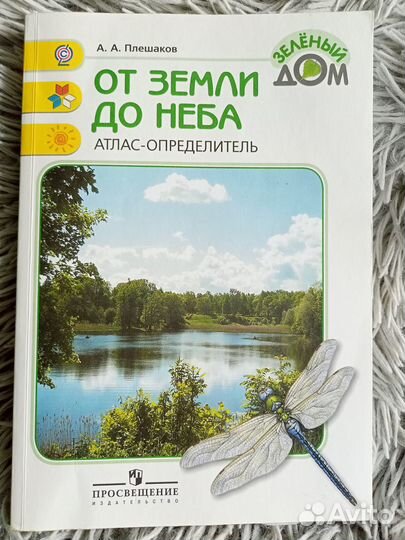 А. А. Плешаков
ЗЕЛЁНЫЙ
ДОМ
ОТ ЗЕМЛИ
ДО НЕБА
АТЛАС-ОПРЕДЕЛИТЕЛЬ
ПРОСВЕЩЕНИЕ
ИЗДАТЕЛЬСТВО
Avito